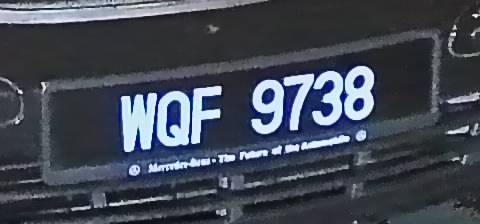 WQF 9738
Mercedes-Benz - The Future of the Automobile